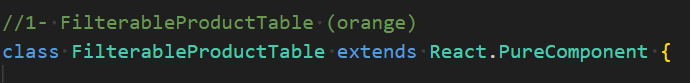 //1- FilterableProductTable (orange)
class FilterableProductTable extends React.PureComponent {